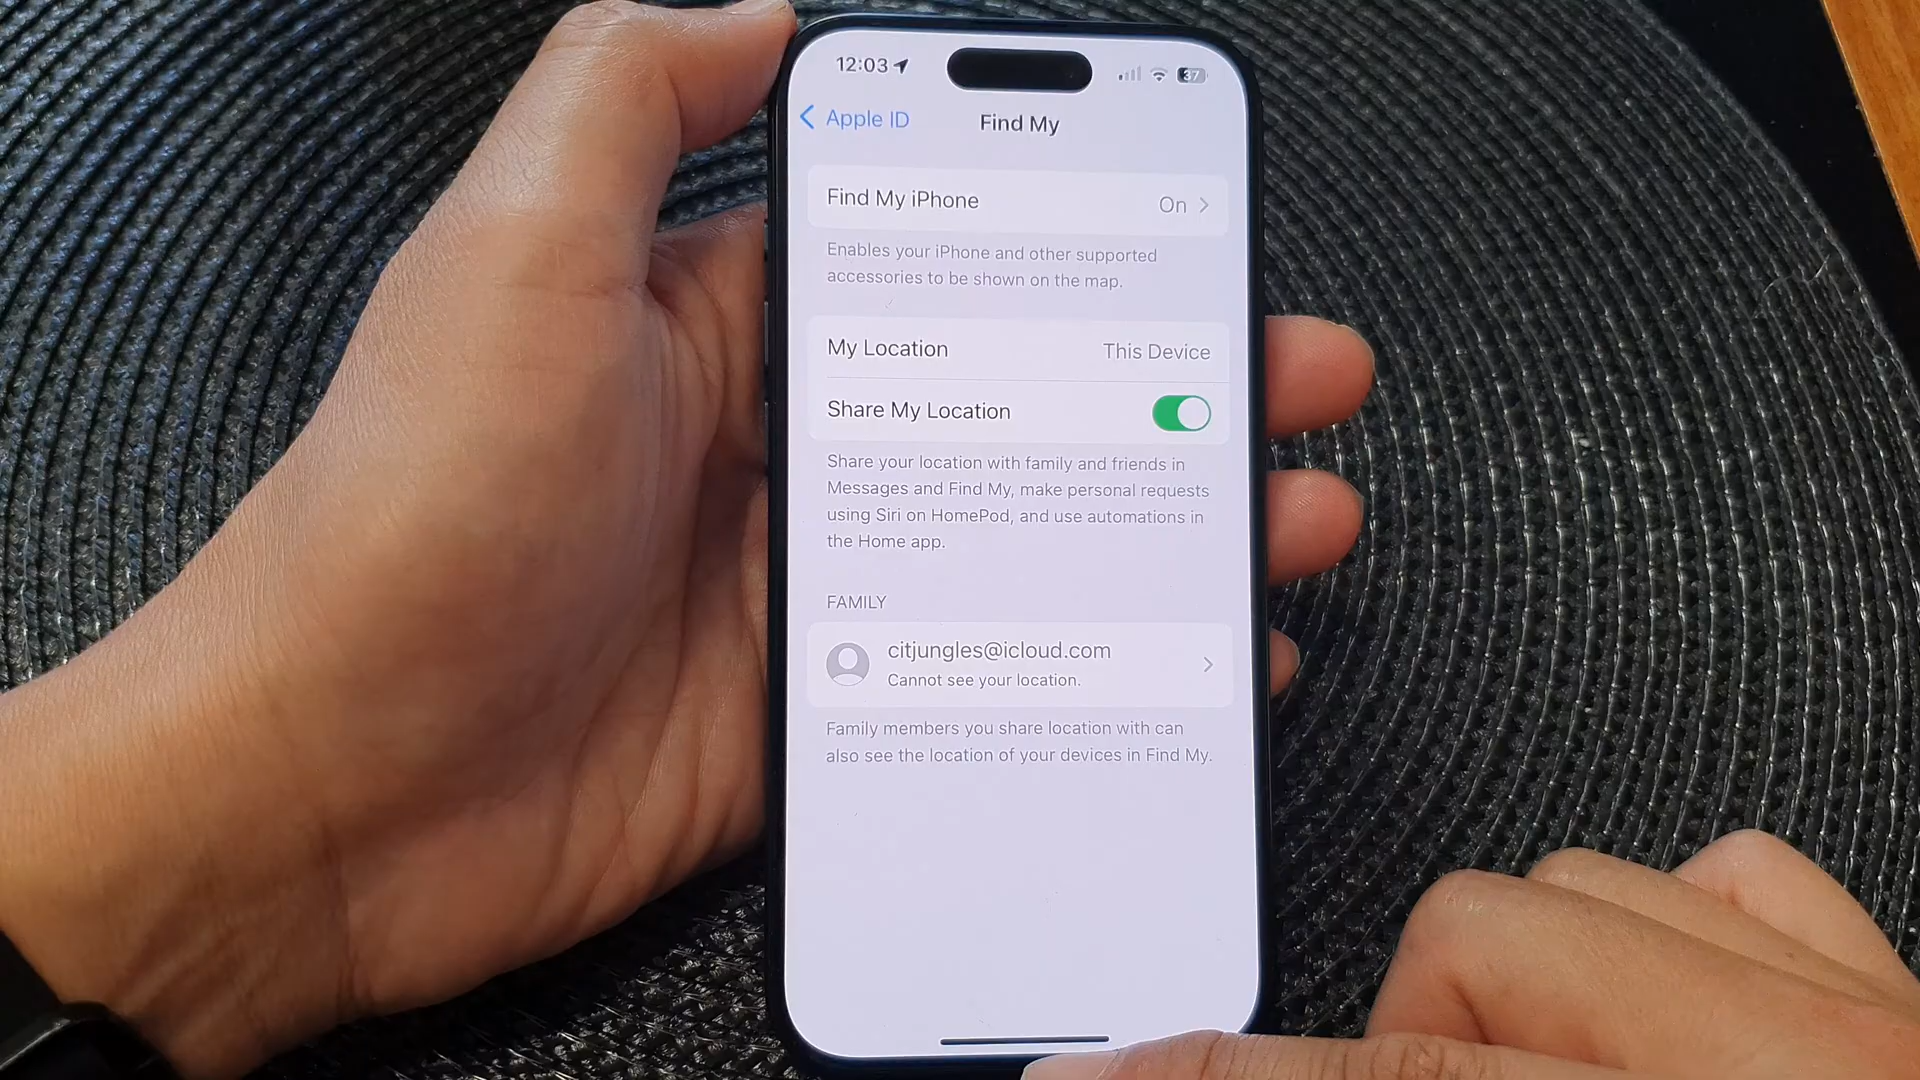 12:03
37
Apple ID
Find My
Find My iPhone
On
Enables your iPhone and other supported
accessories to be shown on the map.
My Location
This Device
Share My Location
Share your location with family and friends in
Messages and Find My, make personal requests
using Siri on HomePod, and use automations in
the Home app.
FAMILY
citjungles@icloud.com
Cannot see your location.
Family members you share location with can
also see the location of your devices in Find My.